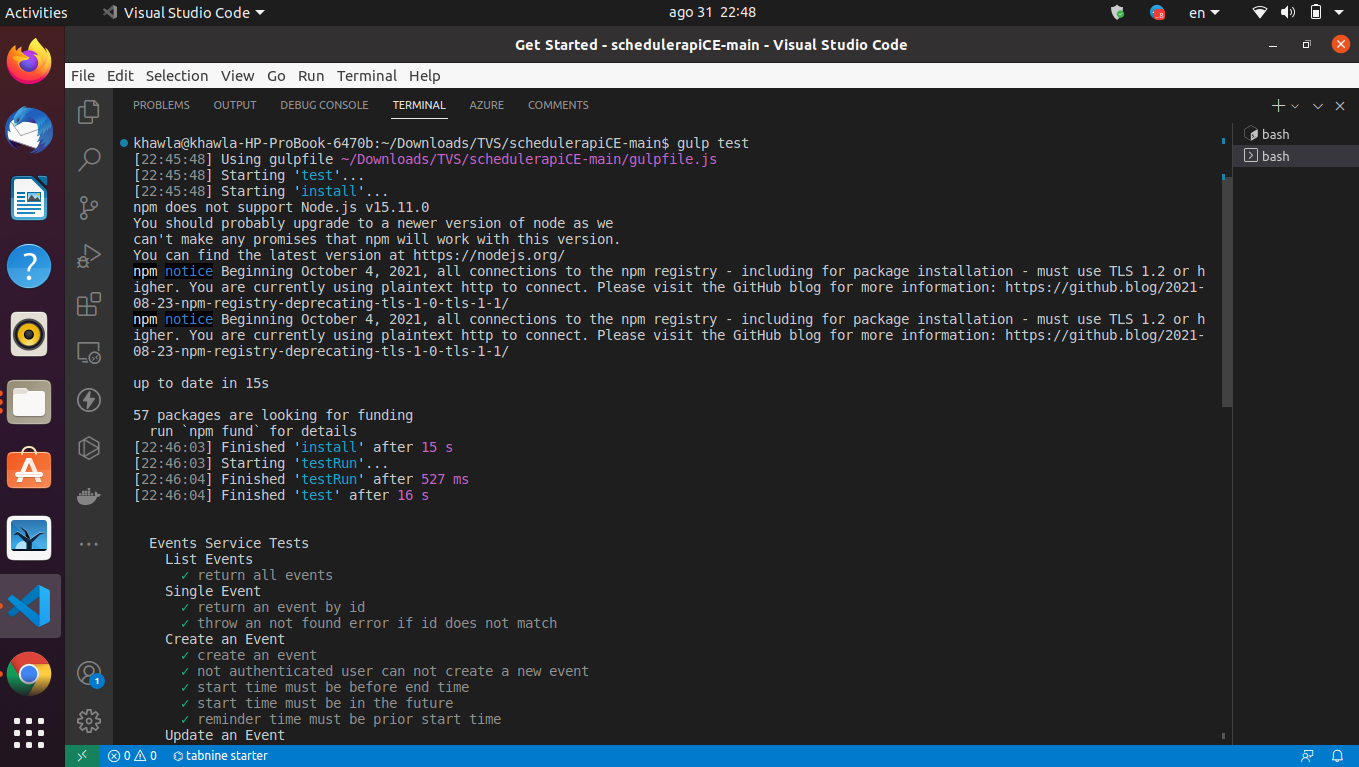 Activities
Visual Studio Code
ago 31 22:48
en
Get Started - schedulerapiCE-main - Visual Studio Code
File Edit Selection View Go Run Terminal Help
PROBLEMS OUTPUT DEBUG CONSOLE TERMINAL AZURE COMMENTS
bash
bash
khawla@khawla-HP-ProBook-6470b:~/Downloads/TVS/schedulerapiCE-main$ gulp test
[22:45:48] Using gulpfile ~/Downloads/TVS/schedulerapiCE-main/gulpfile.js
[22:45:48] Starting 'test'...
[22:45:48] Starting 'install'...
npm does not support Node.js v15.11.0
You should probably upgrade to a newer version of node as we
can't make any promises that npm will work with this version.
You can find the latest version at https://nodejs.org/
npm notice Beginning October 4, 2021, all connections to the npm registry - including for package installation - must use TLS 1.2 or h
igher. You are currently using plaintext http to connect. Please visit the GitHub blog for more information: https://github.blog/2021-
08-23-npm-registry-deprecating-tls-1-0-tls-1-1/
npm notice Beginning October 4, 2021, all connections to the npm registry - including for package installation - must use TLS 1.2 or h
igher. You are currently using plaintext http to connect. Please visit the GitHub blog for more information: https://github.blog/2021-
08-23-npm-registry-deprecating-tls-1-0-tls-1-1/
up to date in 15s
57 packages are looking for funding
run `npm fund` for details
[22:46:03] Finished 'install' after 15 s
[22:46:03] Starting 'testRun'...
[22:46:04] Finished 'testRun' after 527 ms
[22:46:04] Finished 'test' after 16 s
Events Service Tests
List Events
✓ return all events
Single Event
✓ return an event by id
✓ throw an not found error if id does not match
Create an Event
✓ create an event
✓ not authenticated user can not create a new event
✓ start time must be before end time
✓ start time must be in the future
✓ reminder time must be prior start time
Update an Event
1
0 0 tabnine starter